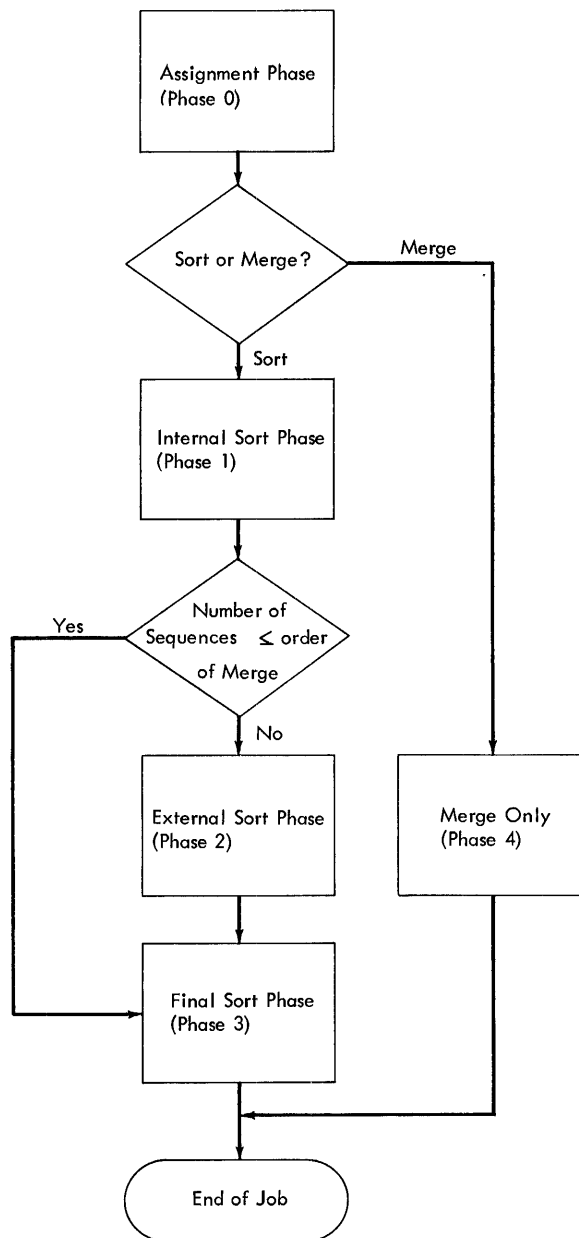 Assignment Phase
(Phase 0)
Sort or Merge?
Merge
Sort
Internal Sort Phase
(Phase 1)
Number of
Sequences ≤ order
of Merge
Yes
No
External Sort Phase
(Phase 2)
Merge Only
(Phase 4)
Final Sort Phase
(Phase 3)
End of Job